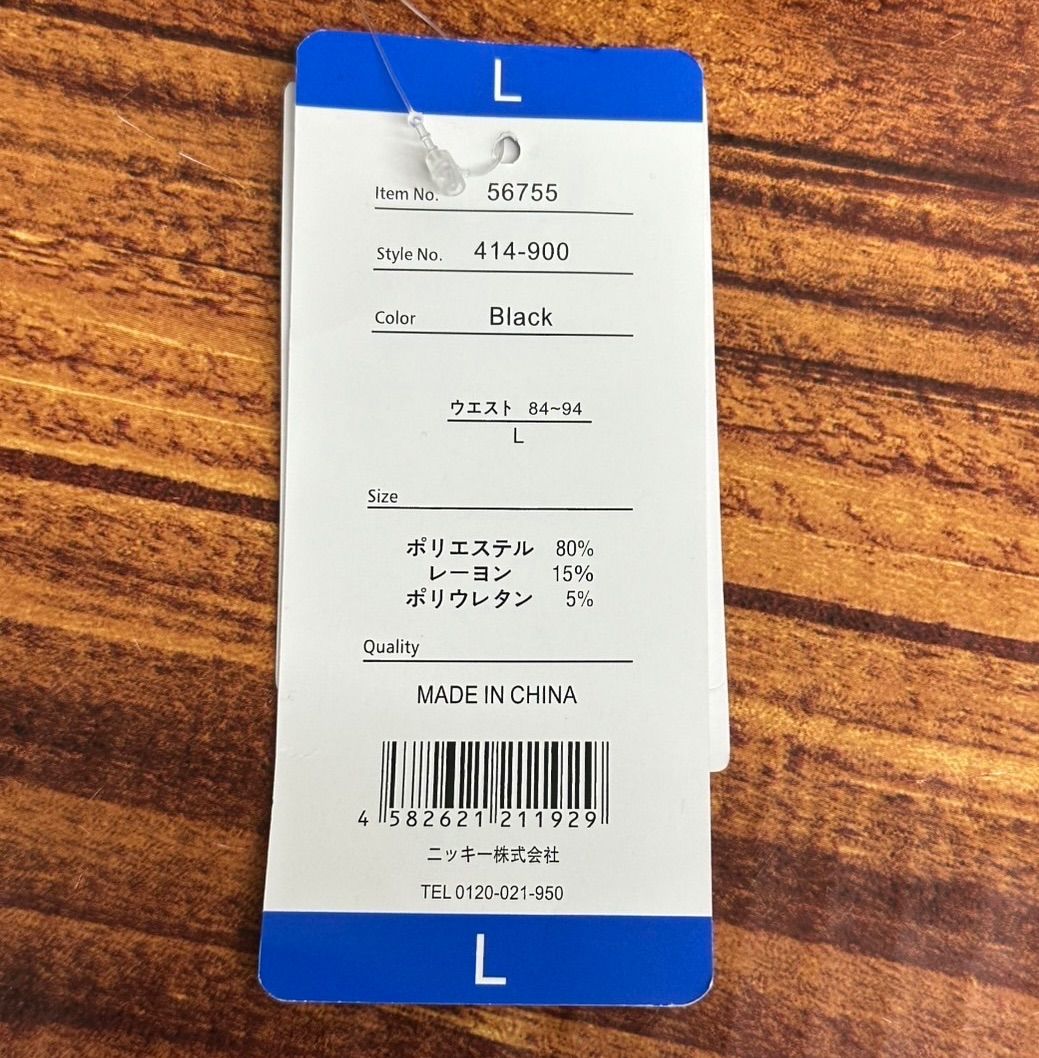 L
Item No. 56755
Style No. 414-900
Color Black
ウエスト 84~94
L
Size
ポリエステル 80%
レーヨン 15%
ポリウレタン 5%
Quality
MADE IN CHINA
4 582621 211929
ニッキー株式会社
TEL 0120-021-950
L